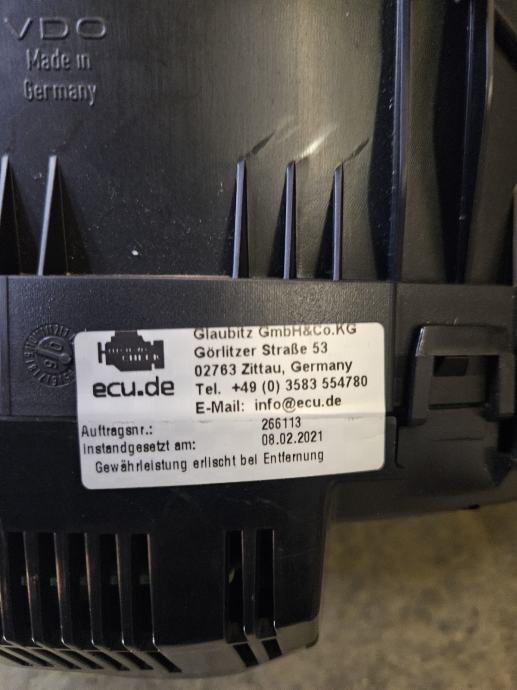 VDO
Made in
Germany
Glaubitz GmbH&Co.KG
Görlitzer Straße 53
02763 Zittau, Germany
Tel. +49 (0) 3583 554780
E-Mail: info@ecu.de
ecu.de
Auftragsnr.: 266113
Instandgesetzt am: 08.02.2021
Gewährleistung erlischt bei Entfernung